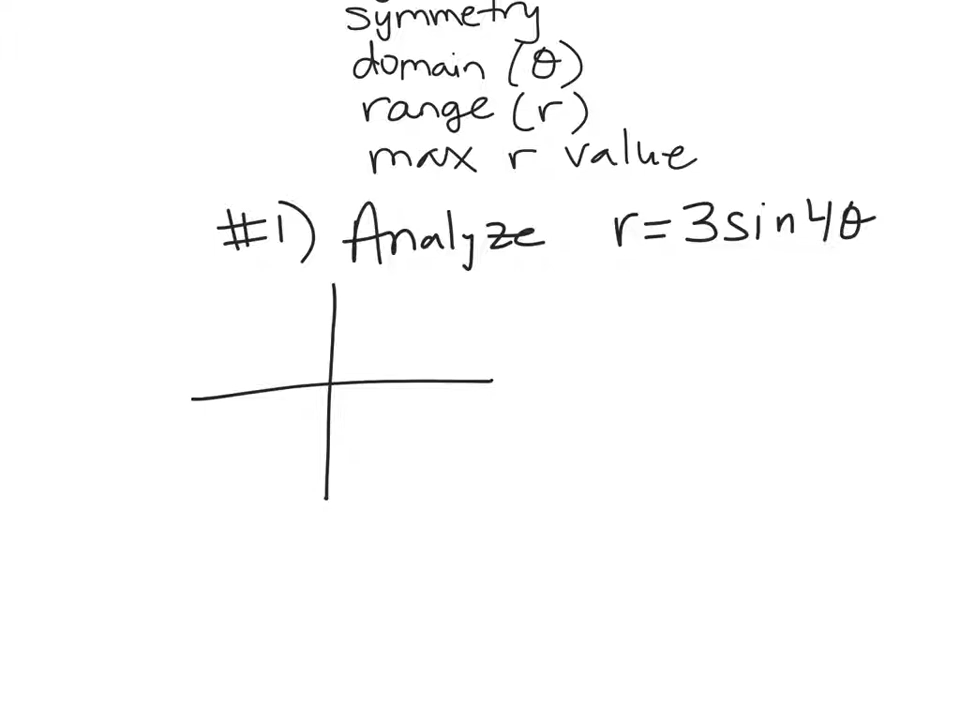 symmetry
domain (θ)
range (r)
max r value
#1) Analyze r=3sin4θ